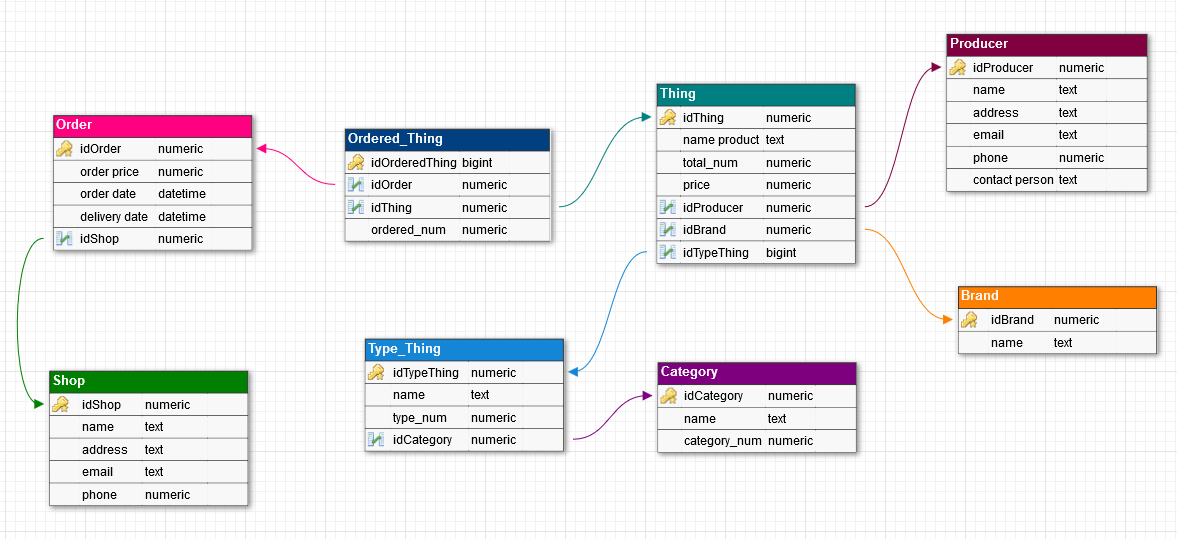 Order
idOrder numeric
order price numeric
order date datetime
delivery date datetime
idShop numeric
Ordered_Thing
idOrderedThing bigint
idOrder numeric
idThing numeric
ordered_num numeric
Thing
idThing numeric
name product text
total_num numeric
price numeric
idProducer numeric
idBrand numeric
idTypeThing bigint
Producer
idProducer numeric
name text
address text
email text
phone numeric
contact person text
Brand
idBrand numeric
name text
Shop
idShop numeric
name text
address text
email text
phone numeric
Type_Thing
idTypeThing numeric
name text
type_num numeric
idCategory numeric
Category
idCategory numeric
name text
category_num numeric